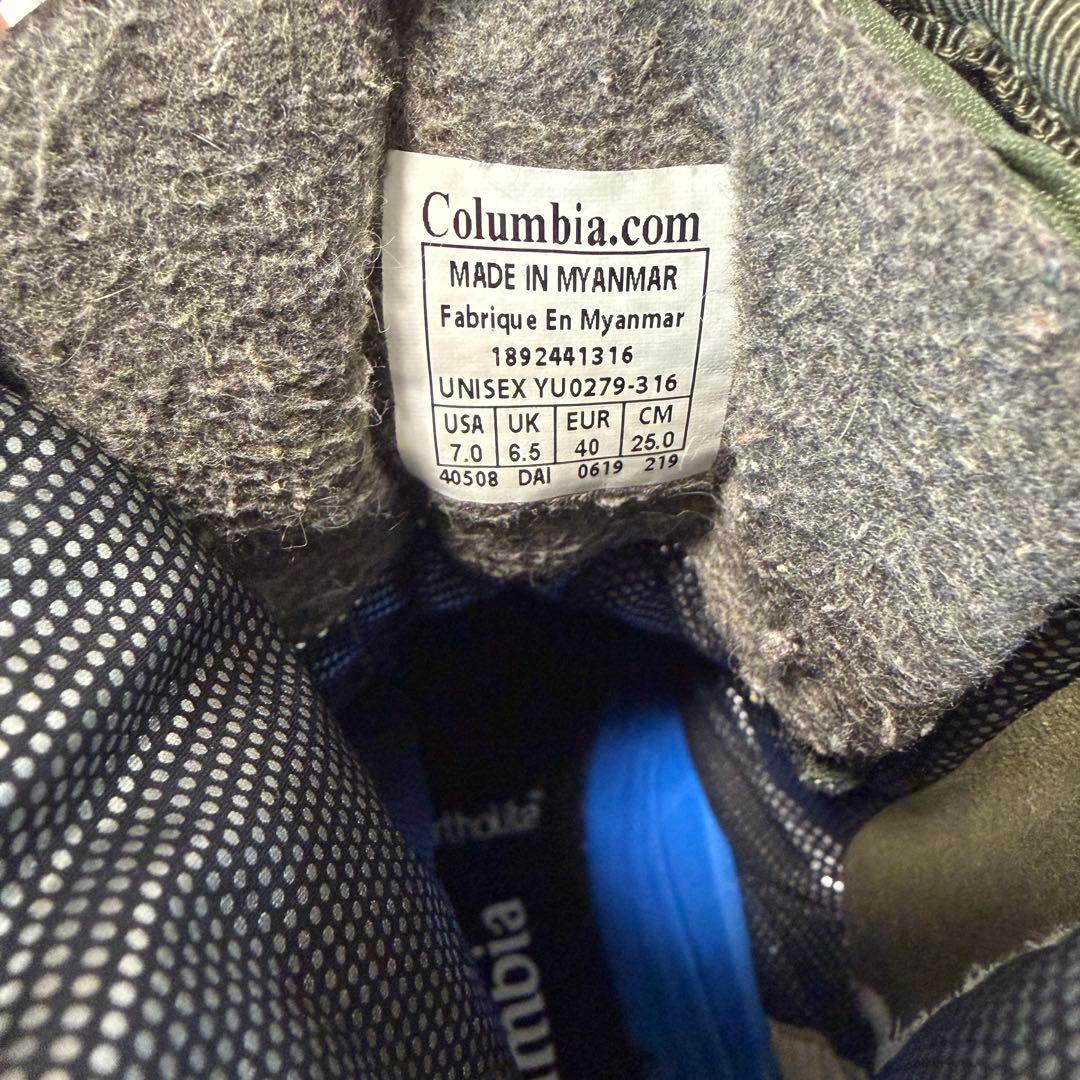 Columbia.com
MADE IN MYANMAR
Fabrique En Myanmar
1892441316
UNISEX YU0279-316
USA UK EUR CM
7.0 6.5 40 25.0
40508 DAI 0619 219